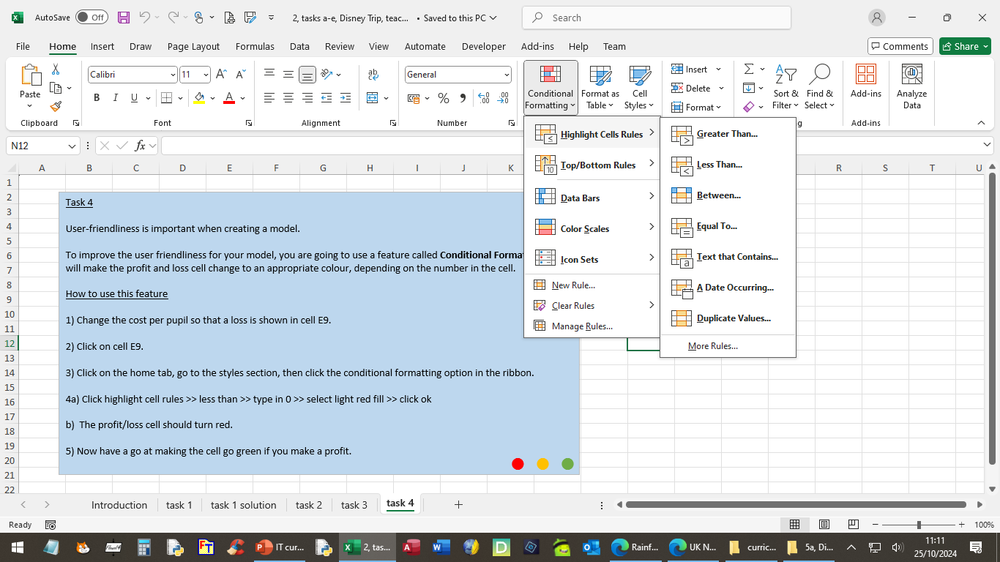 AutoSave Off 2, tasks a-e, Disney Trip, teac... • Saved to this PC Search
File Home Insert Draw Page Layout Formulas Data Review View Automate Developer Add-ins Help Team Comments Share
Calibri 11 General Insert
Paste Conditional Formatting Format as Table Cell Styles Delete Sort & Filter Find & Select Add-ins Analyze Data
B I U Format
Clipboard Font Alignment Number Add-ins
N12 fx
A B C D E F G H I J K R S T U
Highlight Cells Rules
Top/Bottom Rules
Data Bars
Color Scales
Icon Sets
New Rule...
Clear Rules
Manage Rules...
Greater Than...
Less Than...
Between...
Equal To...
Text that Contains...
A Date Occurring...
Duplicate Values...
More Rules...
1
2
3
4
5
6
7
8
9
10
11
12
13
14
15
16
17
18
19
20
21
22
Task 4
User-friendliness is important when creating a model.
To improve the user friendliness for your model, you are going to use a feature called Conditional Format
will make the profit and loss cell change to an appropriate colour, depending on the number in the cell.
How to use this feature
1) Change the cost per pupil so that a loss is shown in cell E9.
2) Click on cell E9.
3) Click on the home tab, go to the styles section, then click the conditional formatting option in the ribbon.
4a) Click highlight cell rules >> less than >> type in 0 >> select light red fill >> click ok
b) The profit/loss cell should turn red.
5) Now have a go at making the cell go green if you make a profit.
Introduction task 1 task 1 solution task 2 task 3 task 4
Ready 100%
IT cur... 2, tas... Rainf... UK N... curric... 5a, Di... 11:11
25/10/2024